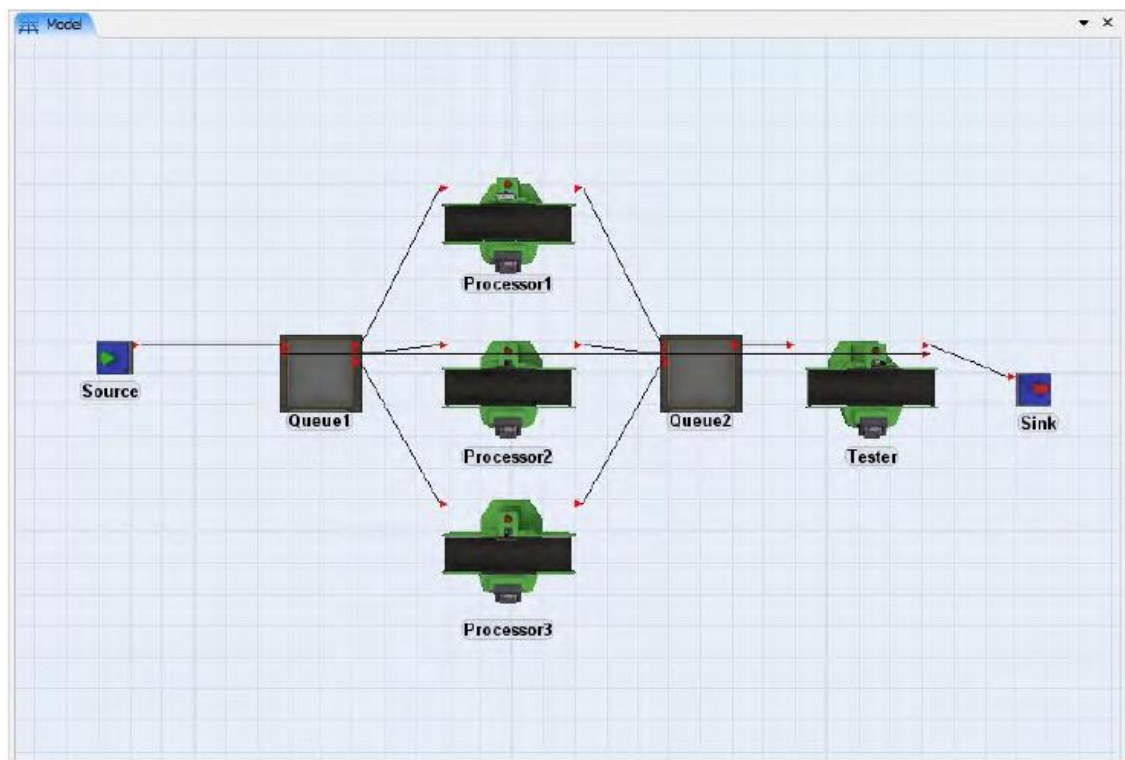 Model
Processor1
Source
Queue1
Processor2
Queue2
Tester
Sink
Processor3